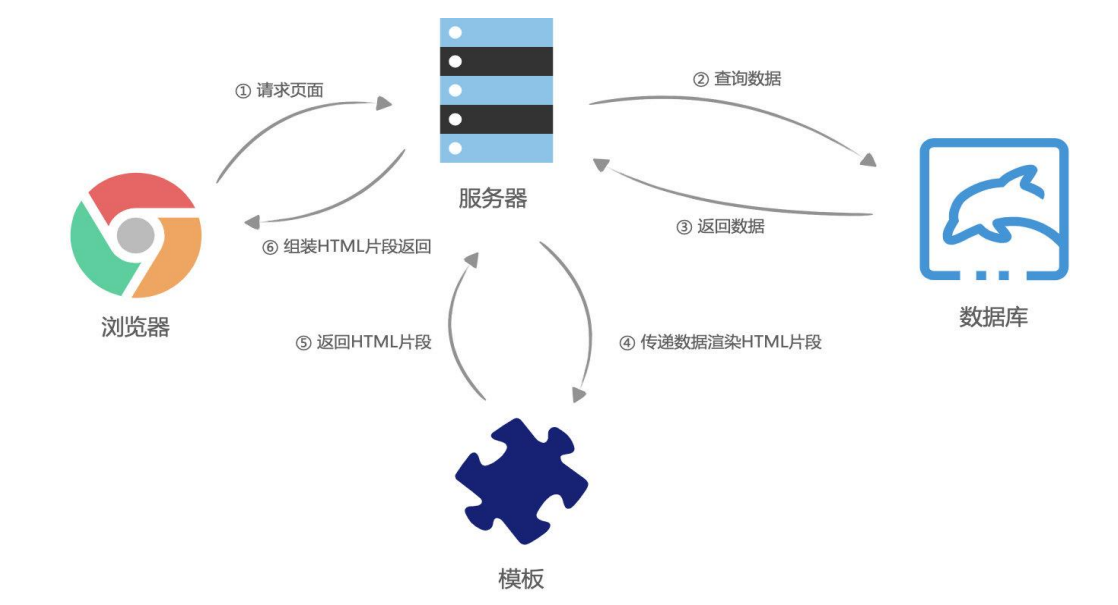 ① 请求页面
② 查询数据
服务器
③ 返回数据
⑥ 组装HTML片段返回
浏览器
数据库
⑤ 返回HTML片段
④ 传递数据渲染HTML片段
模板